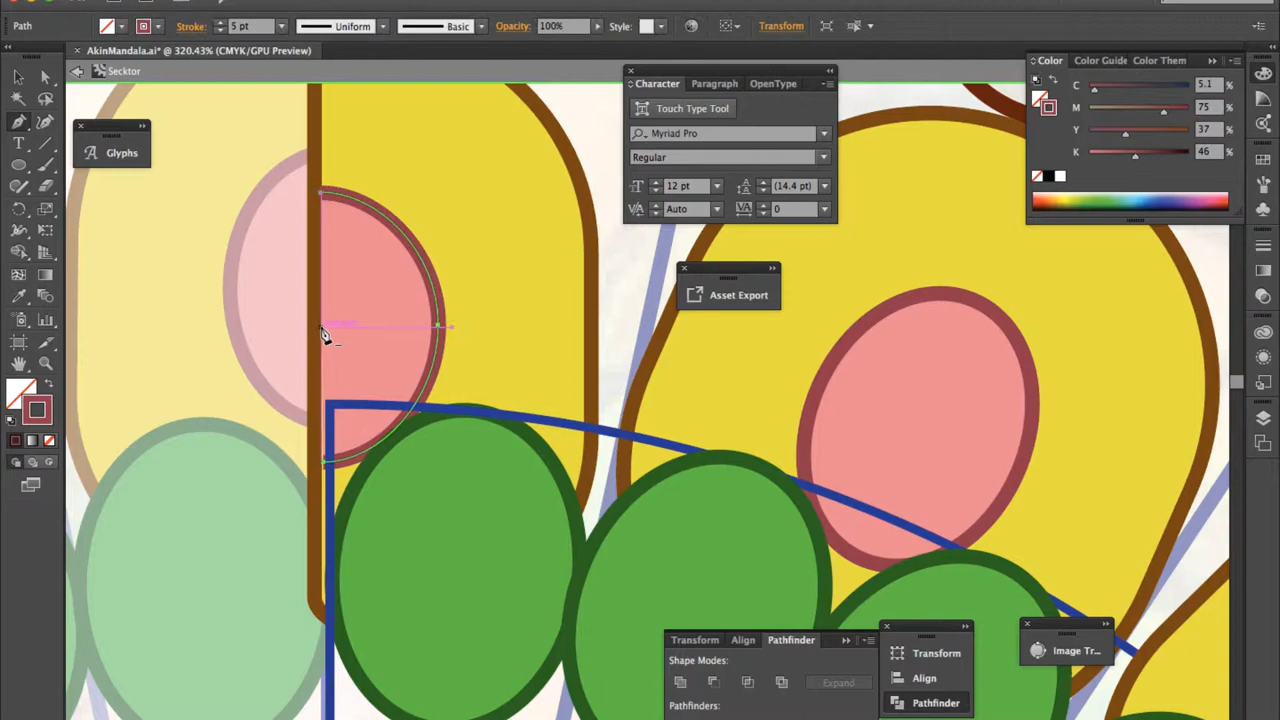 Path
Stroke:
5 pt
Uniform
Basic
Opacity:
100%
Style:
Transform
AkinMandala.ai* @ 320.43% (CMYK/GPU Preview)
Secktor
Glyphs
Character
Paragraph
OpenType
Touch Type Tool
Myriad Pro
Regular
12 pt
(14.4 pt)
Auto
0
Color
Color Guide
Color Them
C
5.1
%
M
75
%
Y
37
%
K
46
%
Asset Export
Transform
Align
Pathfinder
Shape Modes:
Expand
Pathfinders:
Transform
Align
Pathfinder
Image Tr...